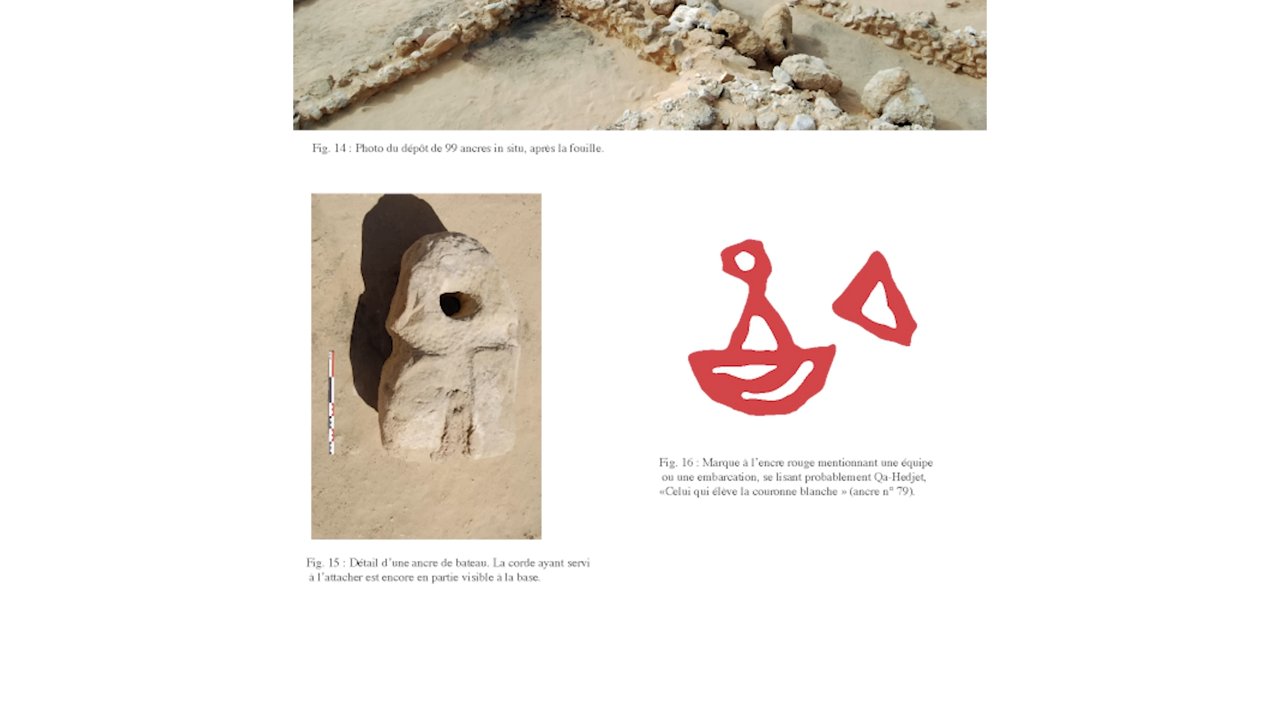 Fig. 14 : Photo du dépôt de 99 ancres in situ, après la fouille.
Fig. 16 : Marque à l'encre rouge mentionnant une équipe
ou une embarcation, se lisant probablement Qa-Hedjet,
«Celui qui élève la couronne blanche » (ancre n° 79).
Fig. 15 : Détail d'une ancre de bateau. La corde ayant servi
à l'attacher est encore en partie visible à la base.